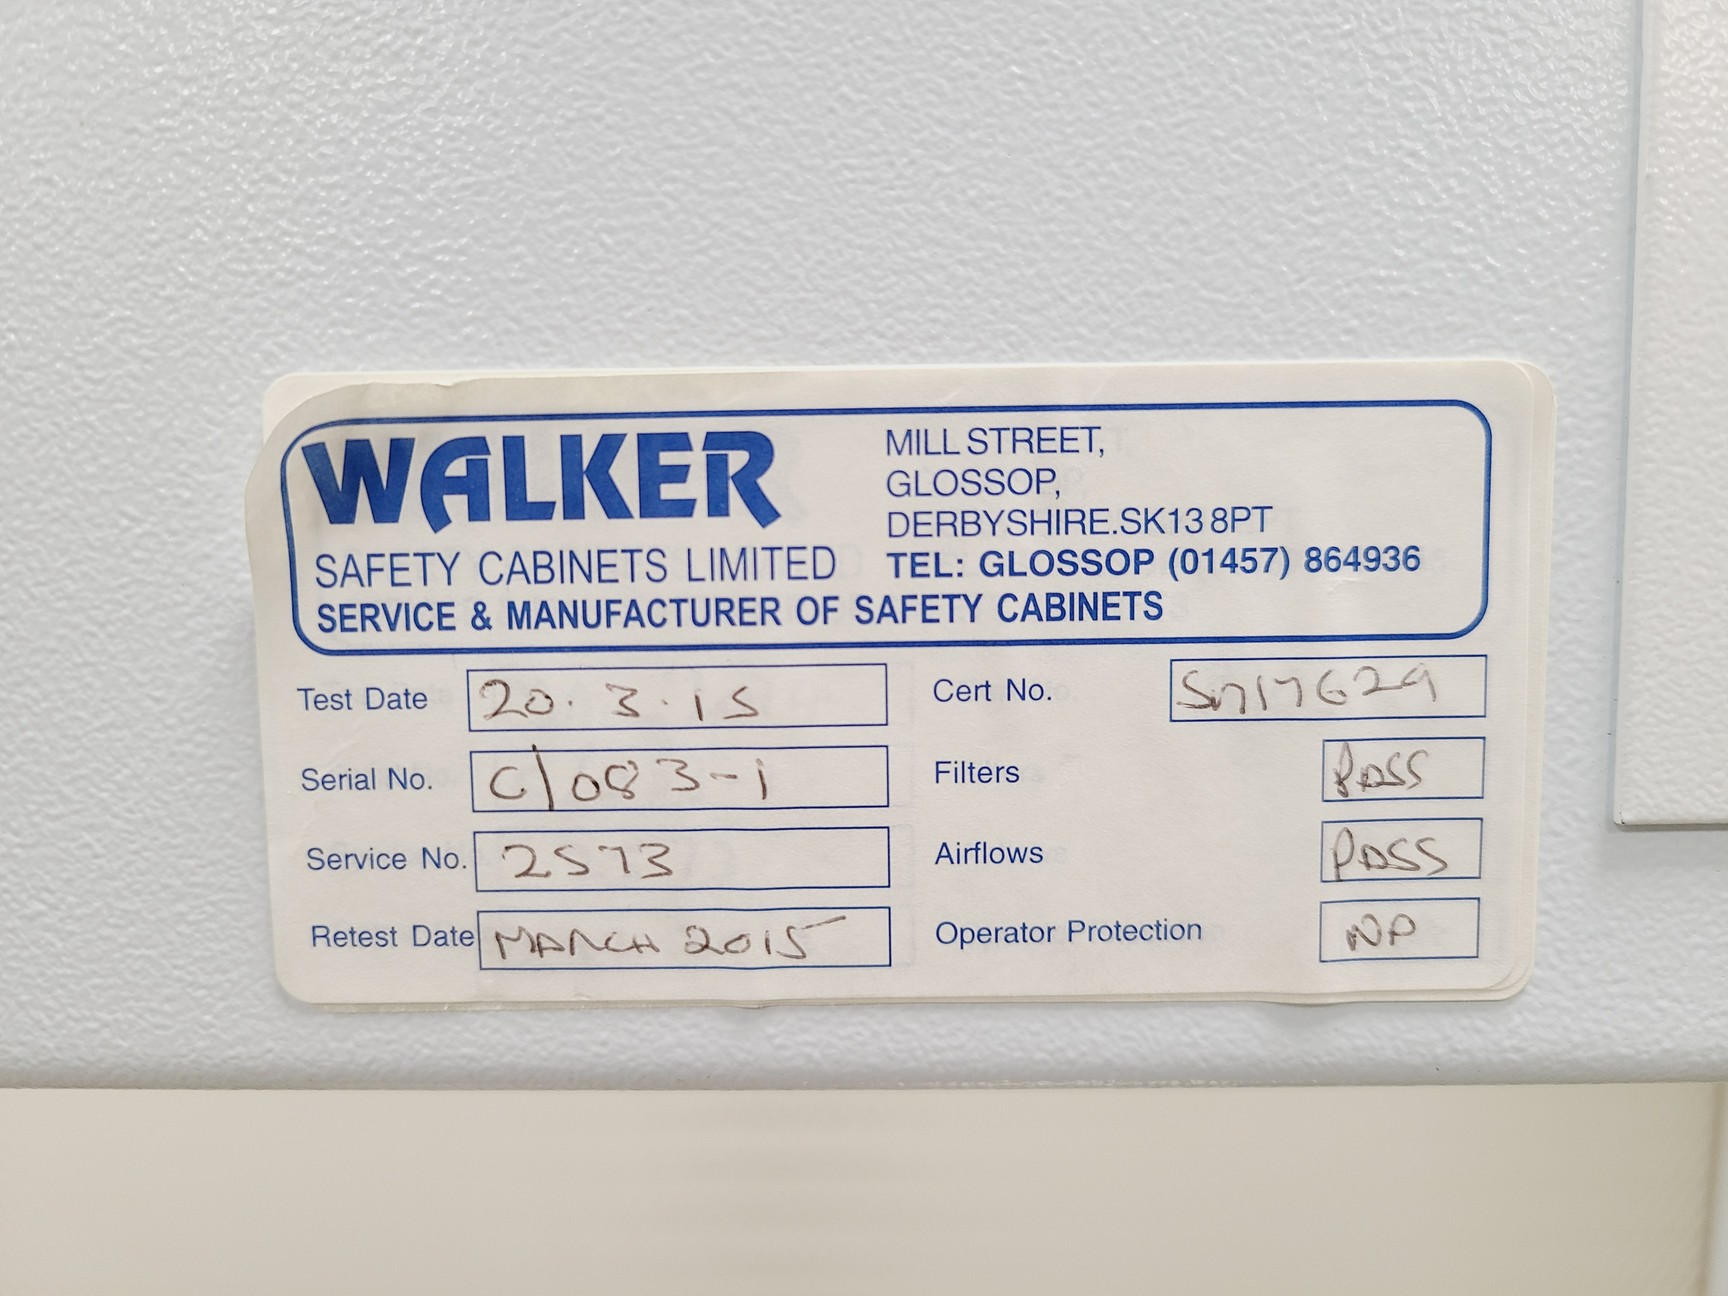 WALKER
SAFETY CABINETS LIMITED
SERVICE & MANUFACTURER OF SAFETY CABINETS
MILL STREET,
GLOSSOP,
DERBYSHIRE.SK13 8PT
TEL: GLOSSOP (01457) 864936
Test Date 20.3.15
Serial No. C/083-1
Service No. 2573
Retest Date MARCH 2015
Cert No.
Filters PASS
Airflows PASS
Operator Protection NP